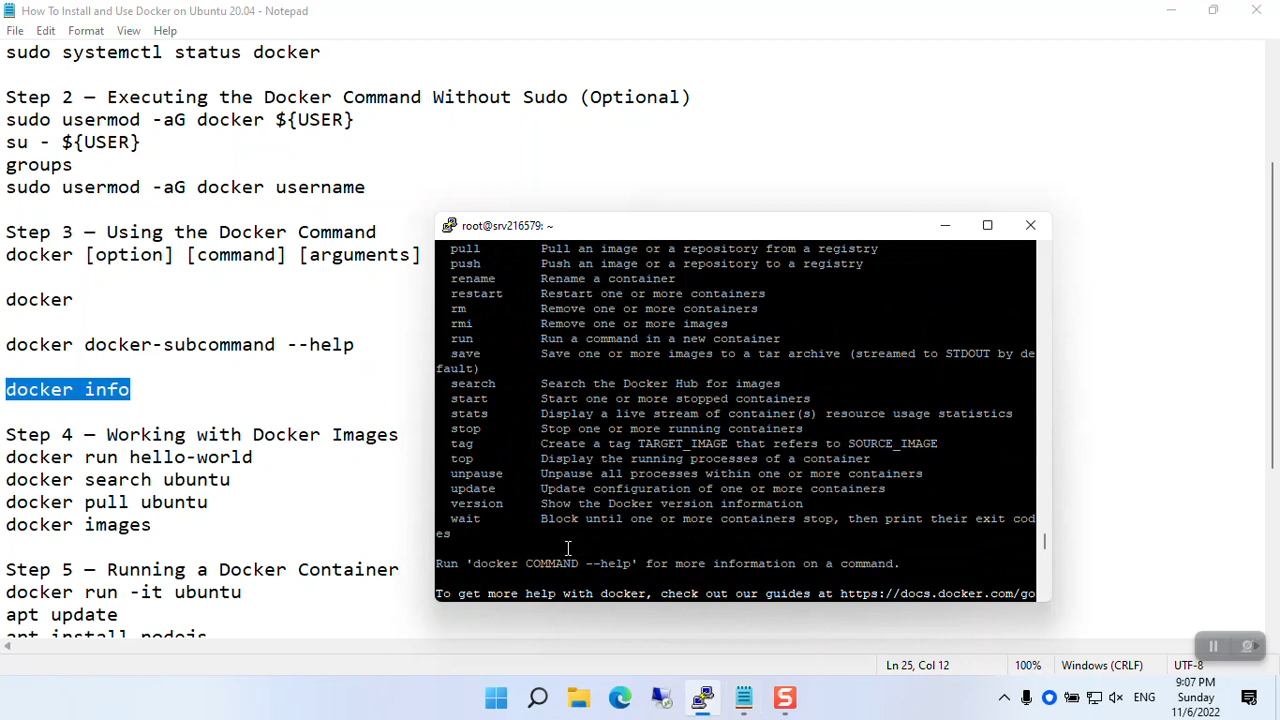 How To Install and Use Docker on Ubuntu 20.04 - Notepad
File Edit Format View Help
sudo systemctl status docker
Step 2 — Executing the Docker Command Without Sudo (Optional)
sudo usermod -aG docker ${USER}
su - ${USER}
groups
sudo usermod -aG docker username
Step 3 — Using the Docker Command
docker [option] [command] [arguments]
docker
docker docker-subcommand --help
docker info
Step 4 — Working with Docker Images
docker run hello-world
docker search ubuntu
docker pull ubuntu
docker images
Step 5 — Running a Docker Container
docker run -it ubuntu
apt update
apt install nodejs
root@srv216579: ~
pull Pull an image or a repository from a registry
push Push an image or a repository to a registry
rename Rename a container
restart Restart one or more containers
rm Remove one or more containers
rmi Remove one or more images
run Run a command in a new container
save Save one or more images to a tar archive (streamed to STDOUT by de
fault)
search Search the Docker Hub for images
start Start one or more stopped containers
stats Display a live stream of container(s) resource usage statistics
stop Stop one or more running containers
tag Create a tag TARGET_IMAGE that refers to SOURCE_IMAGE
top Display the running processes of a container
unpause Unpause all processes within one or more containers
update Update configuration of one or more containers
version Show the Docker version information
wait Block until one or more containers stop, then print their exit cod
es
Run 'docker COMMAND --help' for more information on a command.
To get more help with docker, check out our guides at https://docs.docker.com/go
Ln 25, Col 12 100% Windows (CRLF) UTF-8
S
ENG
9:07 PM
Sunday
11/6/2022